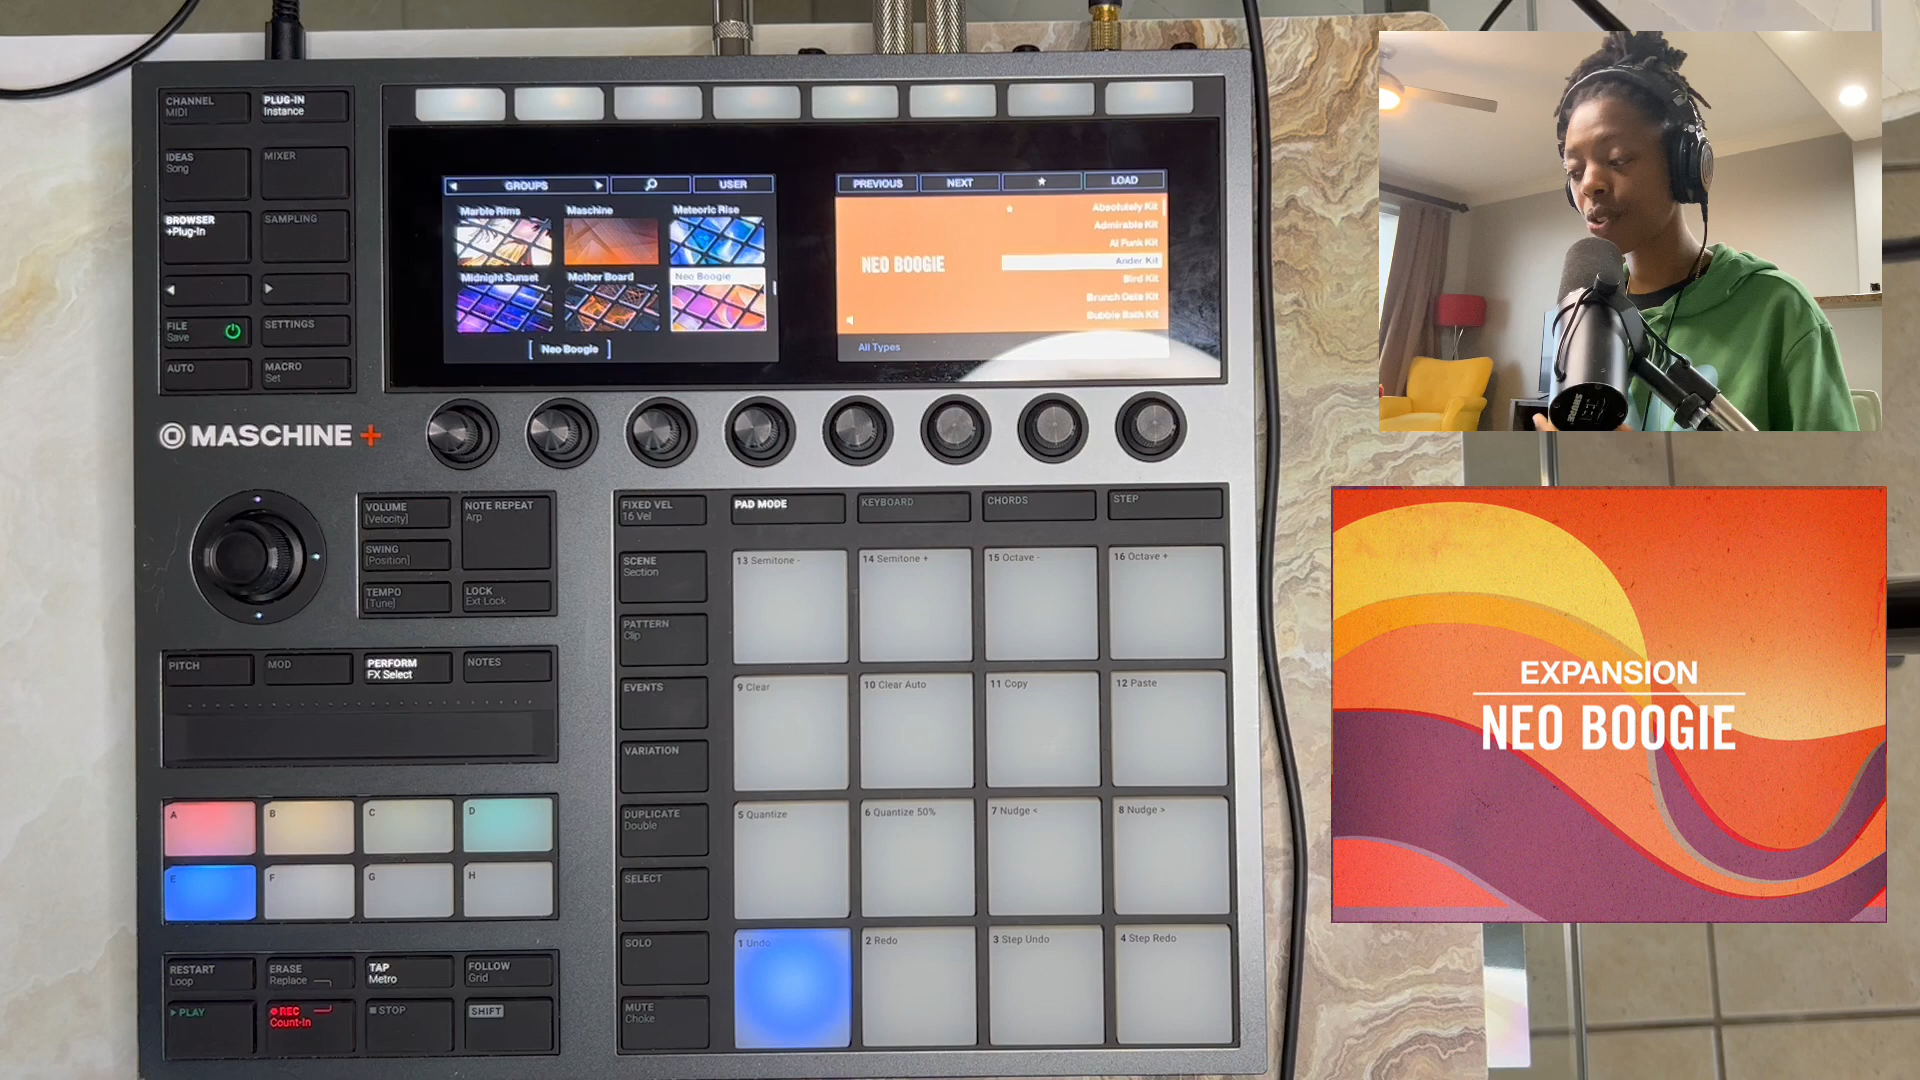 CHANNEL
MIDI
PLUG-IN
Instance
IDEAS
Song
MIXER
BROWSER
+Plug-In
SAMPLING
FILE
Save
SETTINGS
AUTO
MACRO
Set
MASCHINE +
GROUPS
USER
Marble Rims
Maschine
Meteoric Rise
Midnight Sunset
Mother Board
Neo Boogie
[ Neo Boogie ]
PREVIOUS
NEXT
LOAD
NEO BOOGIE
Absolutely Kit
Admirable Kit
Al Punk Kit
Ander Kit
Bird Kit
Brunch Date Kit
Bubble Bath Kit
All Types
VOLUME
[Velocity]
NOTE REPEAT
Arp
SWING
[Position]
TEMPO
[Tune]
LOCK
Ext Lock
PITCH
MOD
PERFORM
FX Select
NOTES
A
B
C
D
E
F
G
H
RESTART
Loop
ERASE
Replace
TAP
Metro
FOLLOW
Grid
PLAY
REC
Count-In
STOP
SHIFT
FIXED VEL
16 Vel
PAD MODE
KEYBOARD
CHORDS
STEP
SCENE
Section
PATTERN
Clip
EVENTS
VARIATION
DUPLICATE
Double
SELECT
SOLO
MUTE
Choke
13 Semitone -
14 Semitone +
15 Octave -
16 Octave +
9 Clear
10 Clear Auto
11 Copy
12 Paste
5 Quantize
6 Quantize 50%
7 Nudge <
8 Nudge >
1 Undo
2 Redo
3 Step Undo
4 Step Redo
SHURE
EXPANSION
NEO BOOGIE